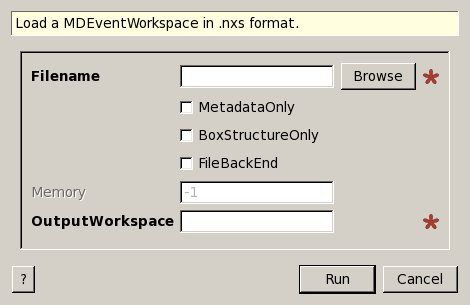 Load a MDEventWorkspace in .nxs format.
Filename Browse *
MetadataOnly
BoxStructureOnly
FileBackEnd
Memory -1
OutputWorkspace *
? Run Cancel